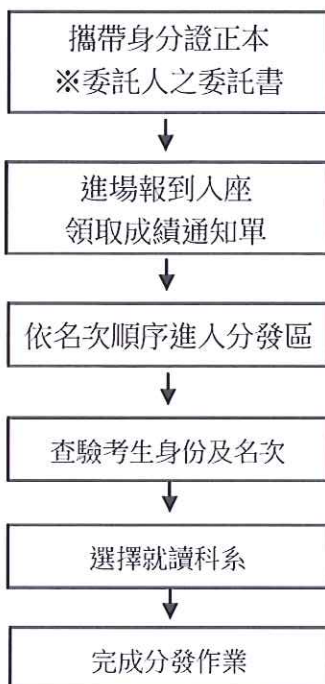 攜帶身分證正本
※委託人之委託書
進場報到入座
領取成績通知單
依名次順序進入分發區
查驗考生身份及名次
選擇就讀科系
完成分發作業